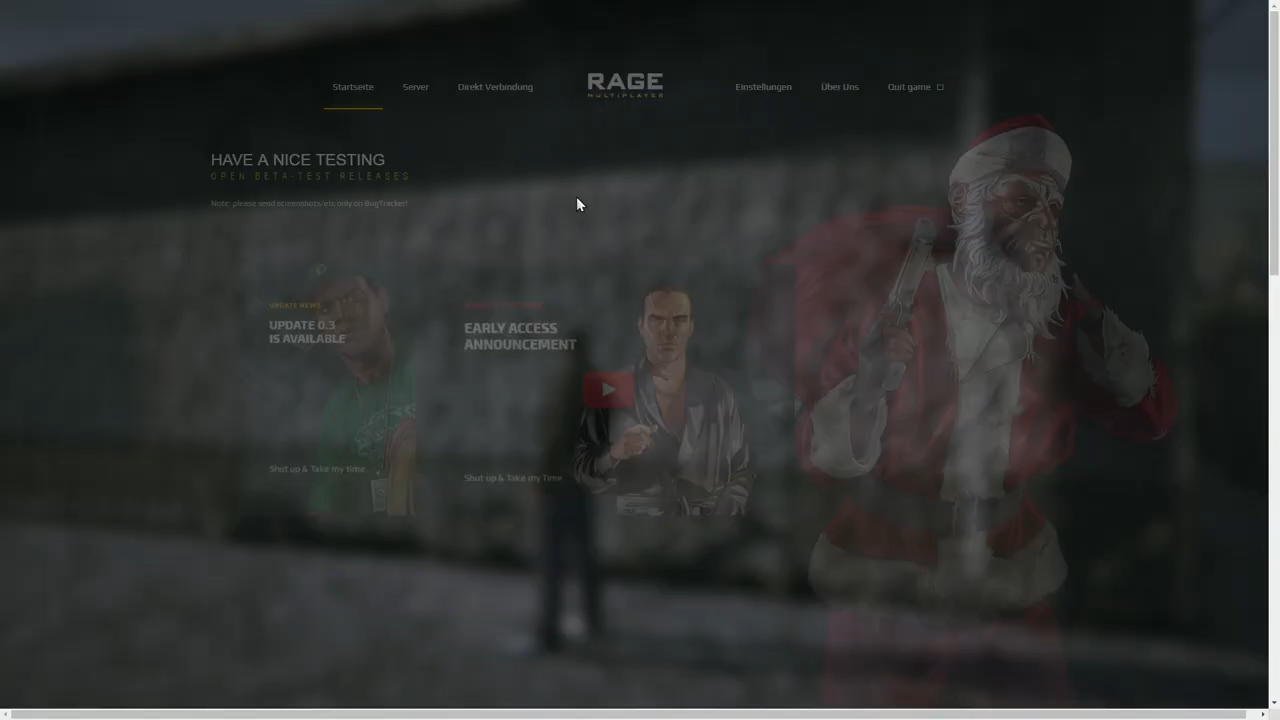 Startseite
Server
Direkt Verbindung
RAGE
MULTIPLAYER
Einstellungen
Über Uns
Quit game
HAVE A NICE TESTING
OPEN BETA-TEST RELEASES
Note: please send screenshots/etc only on BugTracker!
UPDATE NEWS
UPDATE 0.3
IS AVAILABLE
Shut up & Take my time
EARLY ACCESS
ANNOUNCEMENT
Shut up & Take my Time